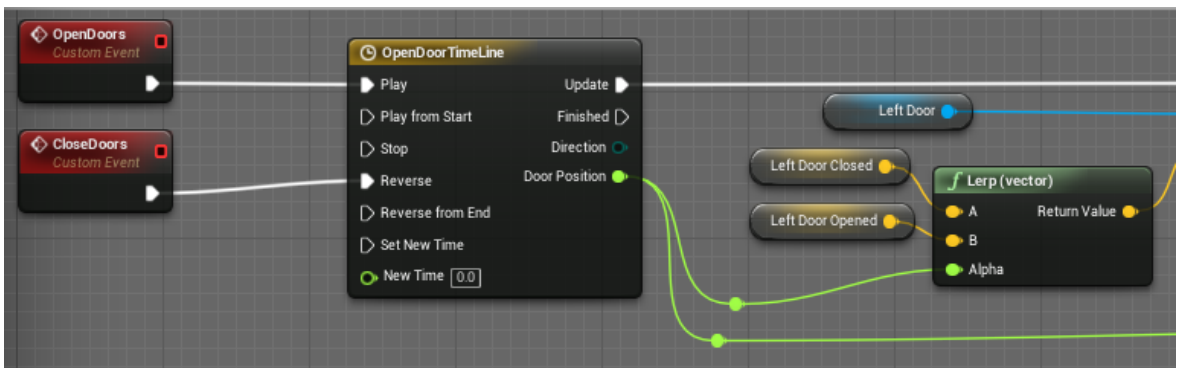 OpenDoors
Custom Event
CloseDoors
Custom Event
OpenDoorTimeLine
Play
Update
Play from Start
Finished
Stop
Direction
Reverse
Door Position
Reverse from End
Set New Time
New Time 0.0
Left Door
Left Door Closed
Left Door Opened
f Lerp (vector)
A
Return Value
B
Alpha